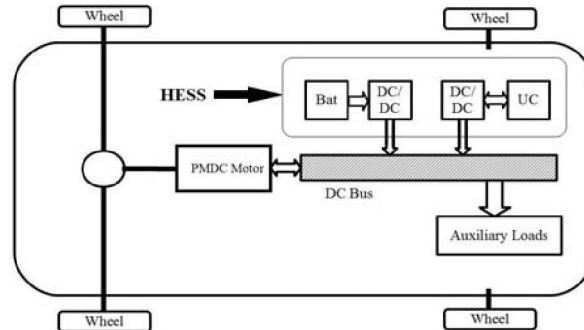 Wheel
Wheel
HESS
Bat
DC/
DC
DC/
DC
UC
PMDC Motor
DC Bus
Auxiliary Loads
Wheel
Wheel